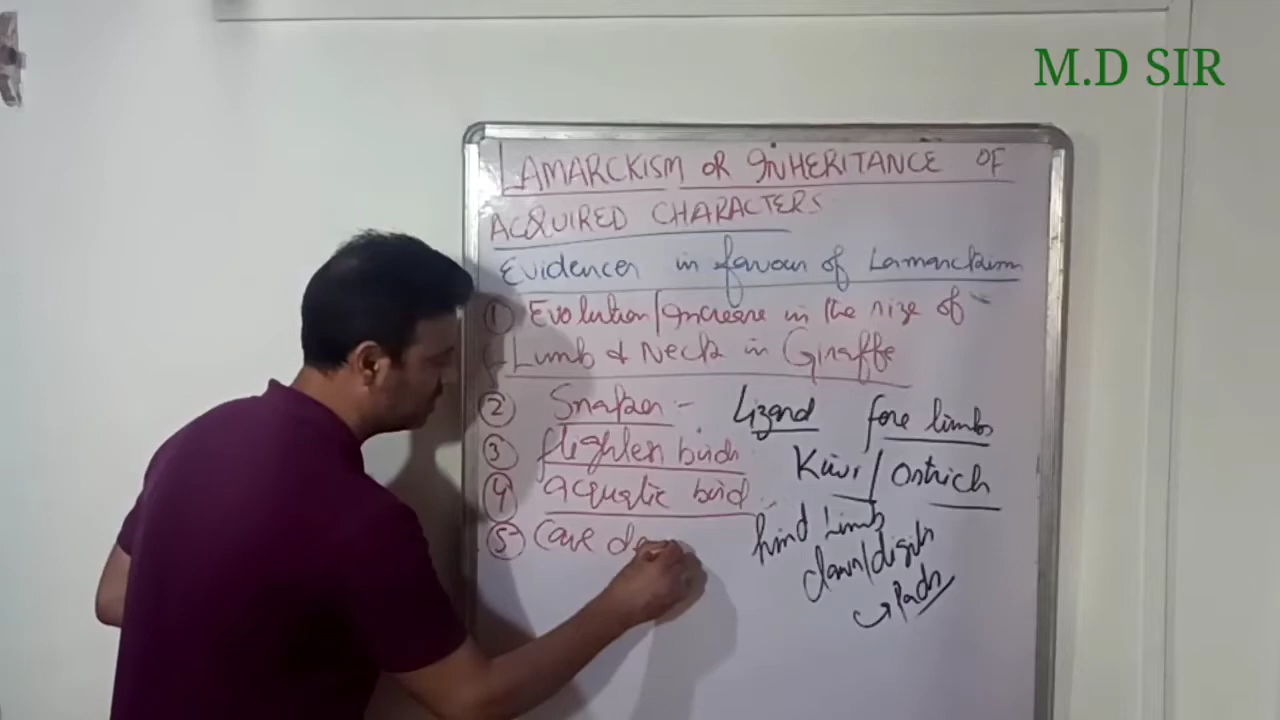 M.D SIR
LAMARCKISM OR INHERITANCE OF
ACQUIRED CHARACTERS
Evidences in favour of Lamarckism
① Evolution/Increase in the size of
Limb & Neck in Giraffe
② Snakes :- Lizard fore limbs
③ flightless birds Kiwi/Ostrich
④ acquatic bird hind Limb
claws/digits
↪ Pads
⑤ Cave